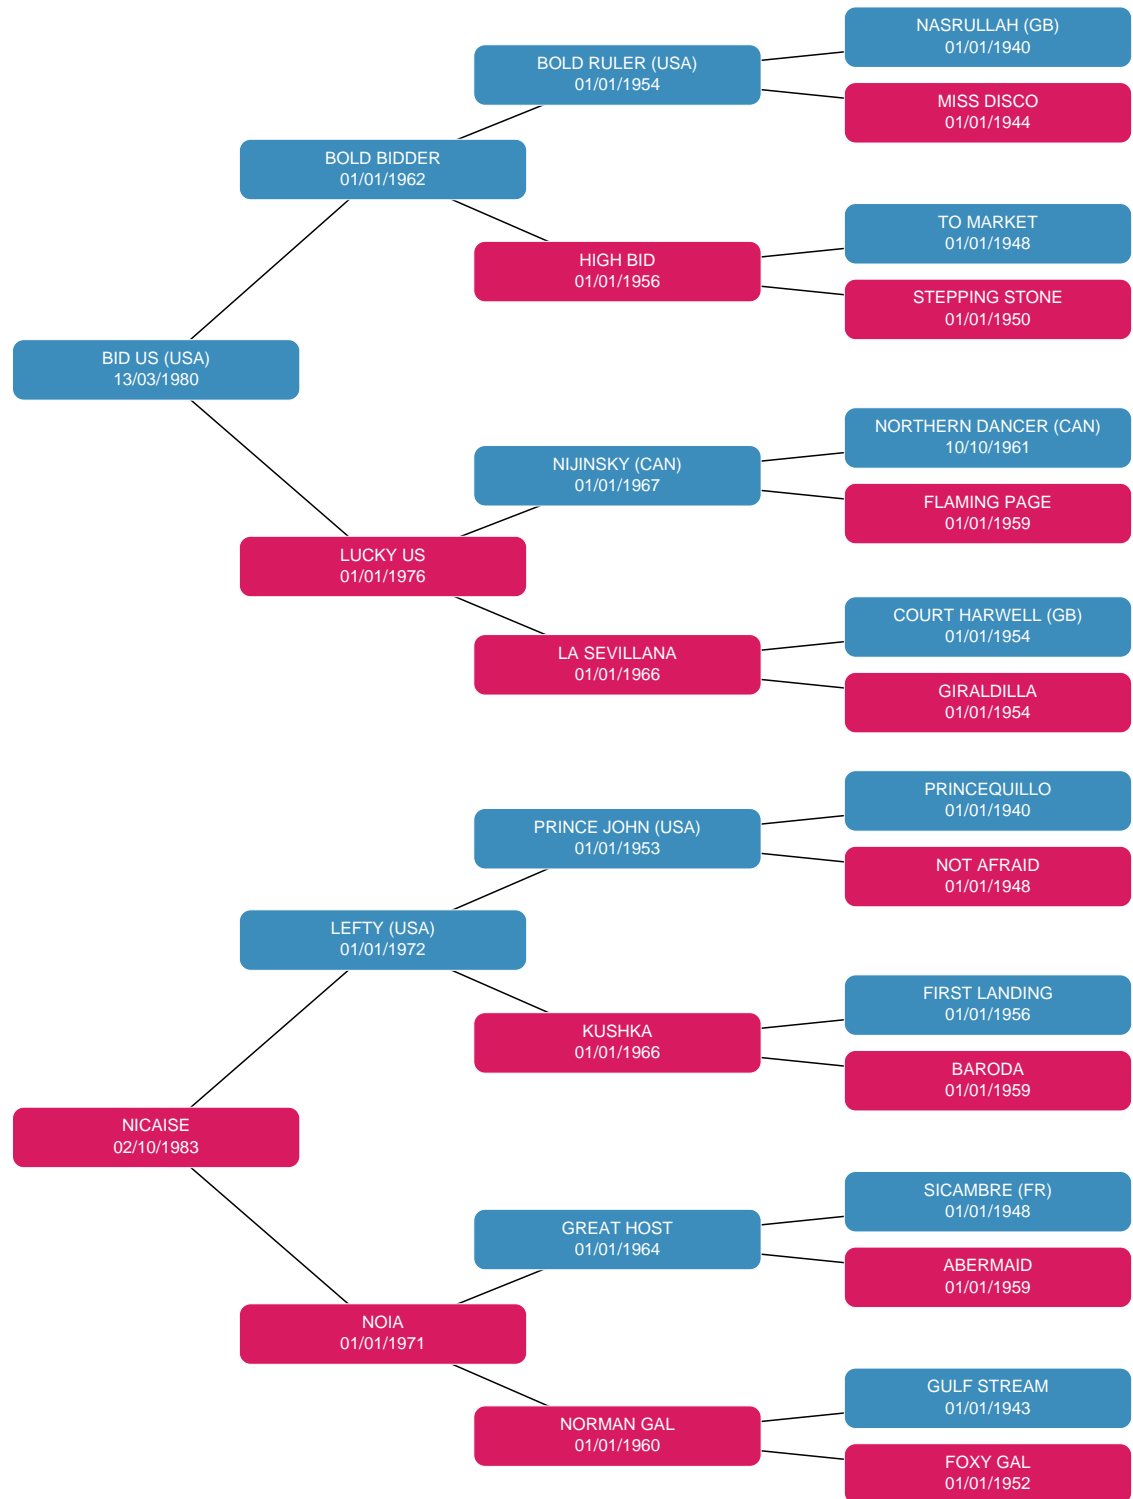 NASRULLAH (GB)
01/01/1940
BOLD RULER (USA)
01/01/1954
MISS DISCO
01/01/1944
BOLD BIDDER
01/01/1962
TO MARKET
01/01/1948
HIGH BID
01/01/1956
STEPPING STONE
01/01/1950
BID US (USA)
13/03/1980
NORTHERN DANCER (CAN)
10/10/1961
NIJINSKY (CAN)
01/01/1967
FLAMING PAGE
01/01/1959
LUCKY US
01/01/1976
COURT HARWELL (GB)
01/01/1954
LA SEVILLANA
01/01/1966
GIRALDILLA
01/01/1954
PRINCEQUILLO
01/01/1940
PRINCE JOHN (USA)
01/01/1953
NOT AFRAID
01/01/1948
LEFTY (USA)
01/01/1972
FIRST LANDING
01/01/1956
KUSHKA
01/01/1966
BARODA
01/01/1959
NICAISE
02/10/1983
SICAMBRE (FR)
01/01/1948
GREAT HOST
01/01/1964
ABERMAID
01/01/1959
NOIA
01/01/1971
GULF STREAM
01/01/1943
NORMAN GAL
01/01/1960
FOXY GAL
01/01/1952